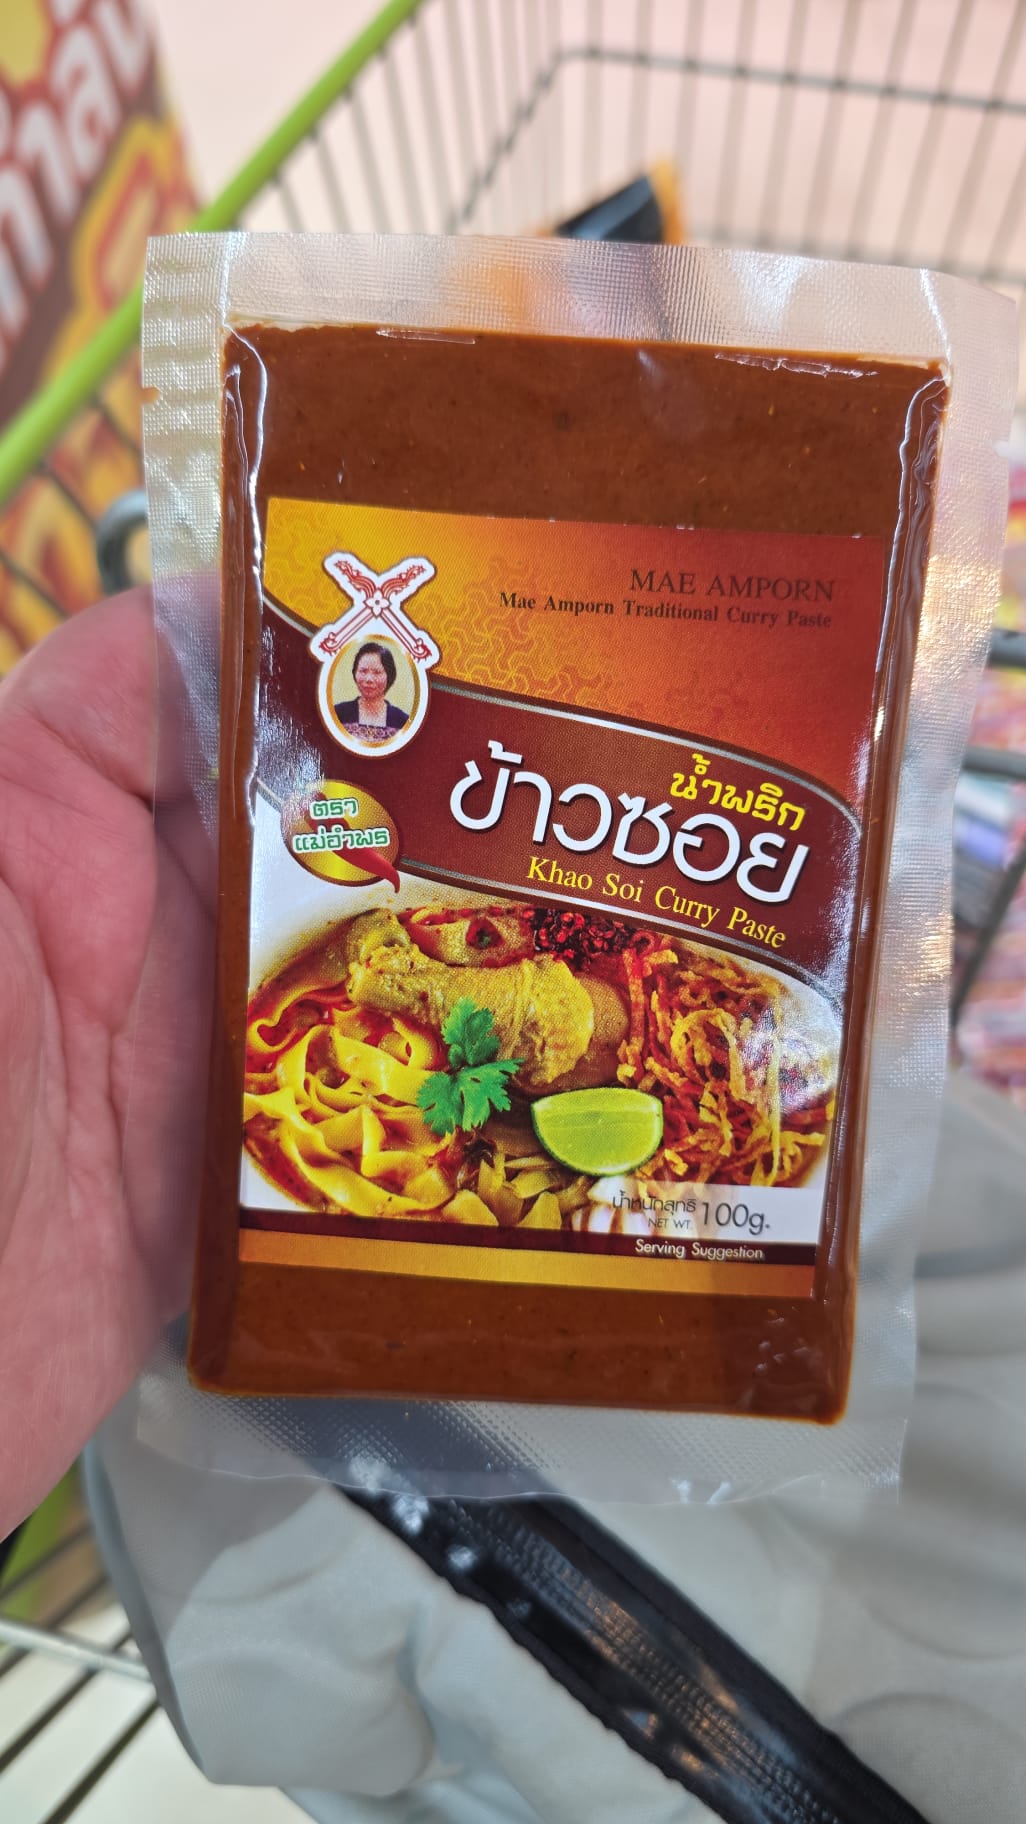 MAE AMPORN
Mae Amporn Traditional Curry Paste
น้ำพริก
ข้าวซอย
Khao Soi Curry Paste
ตรา
แม่อำพร
น้ำหนักสุทธิ
NET WT. 100g.
Serving Suggestion